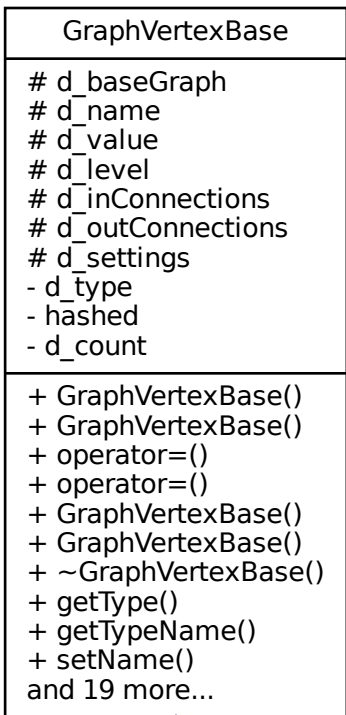 GraphVertexBase
# d_baseGraph
# d_name
# d_value
# d_level
# d_inConnections
# d_outConnections
# d_settings
- d_type
- hashed
- d_count
+ GraphVertexBase()
+ GraphVertexBase()
+ operator=()
+ operator=()
+ GraphVertexBase()
+ GraphVertexBase()
+ ~GraphVertexBase()
+ getType()
+ getTypeName()
+ setName()
and 19 more...